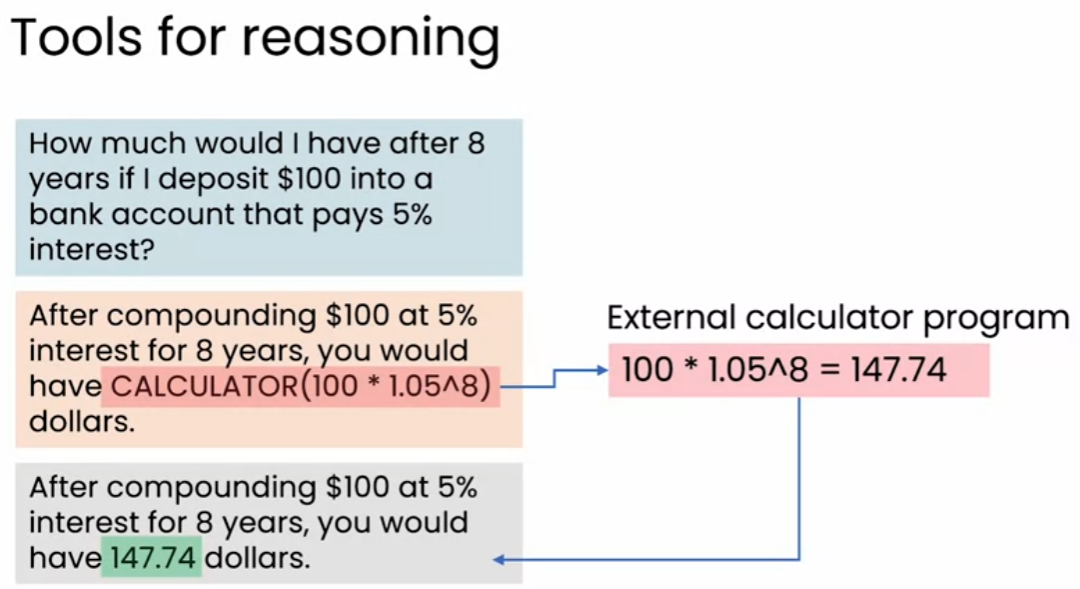 Tools for reasoning
How much would I have after 8
years if I deposit $100 into a
bank account that pays 5%
interest?
After compounding $100 at 5%
interest for 8 years, you would
have CALCULATOR(100 * 1.05^8)
dollars.
External calculator program
100 * 1.05^8 = 147.74
After compounding $100 at 5%
interest for 8 years, you would
have 147.74 dollars.